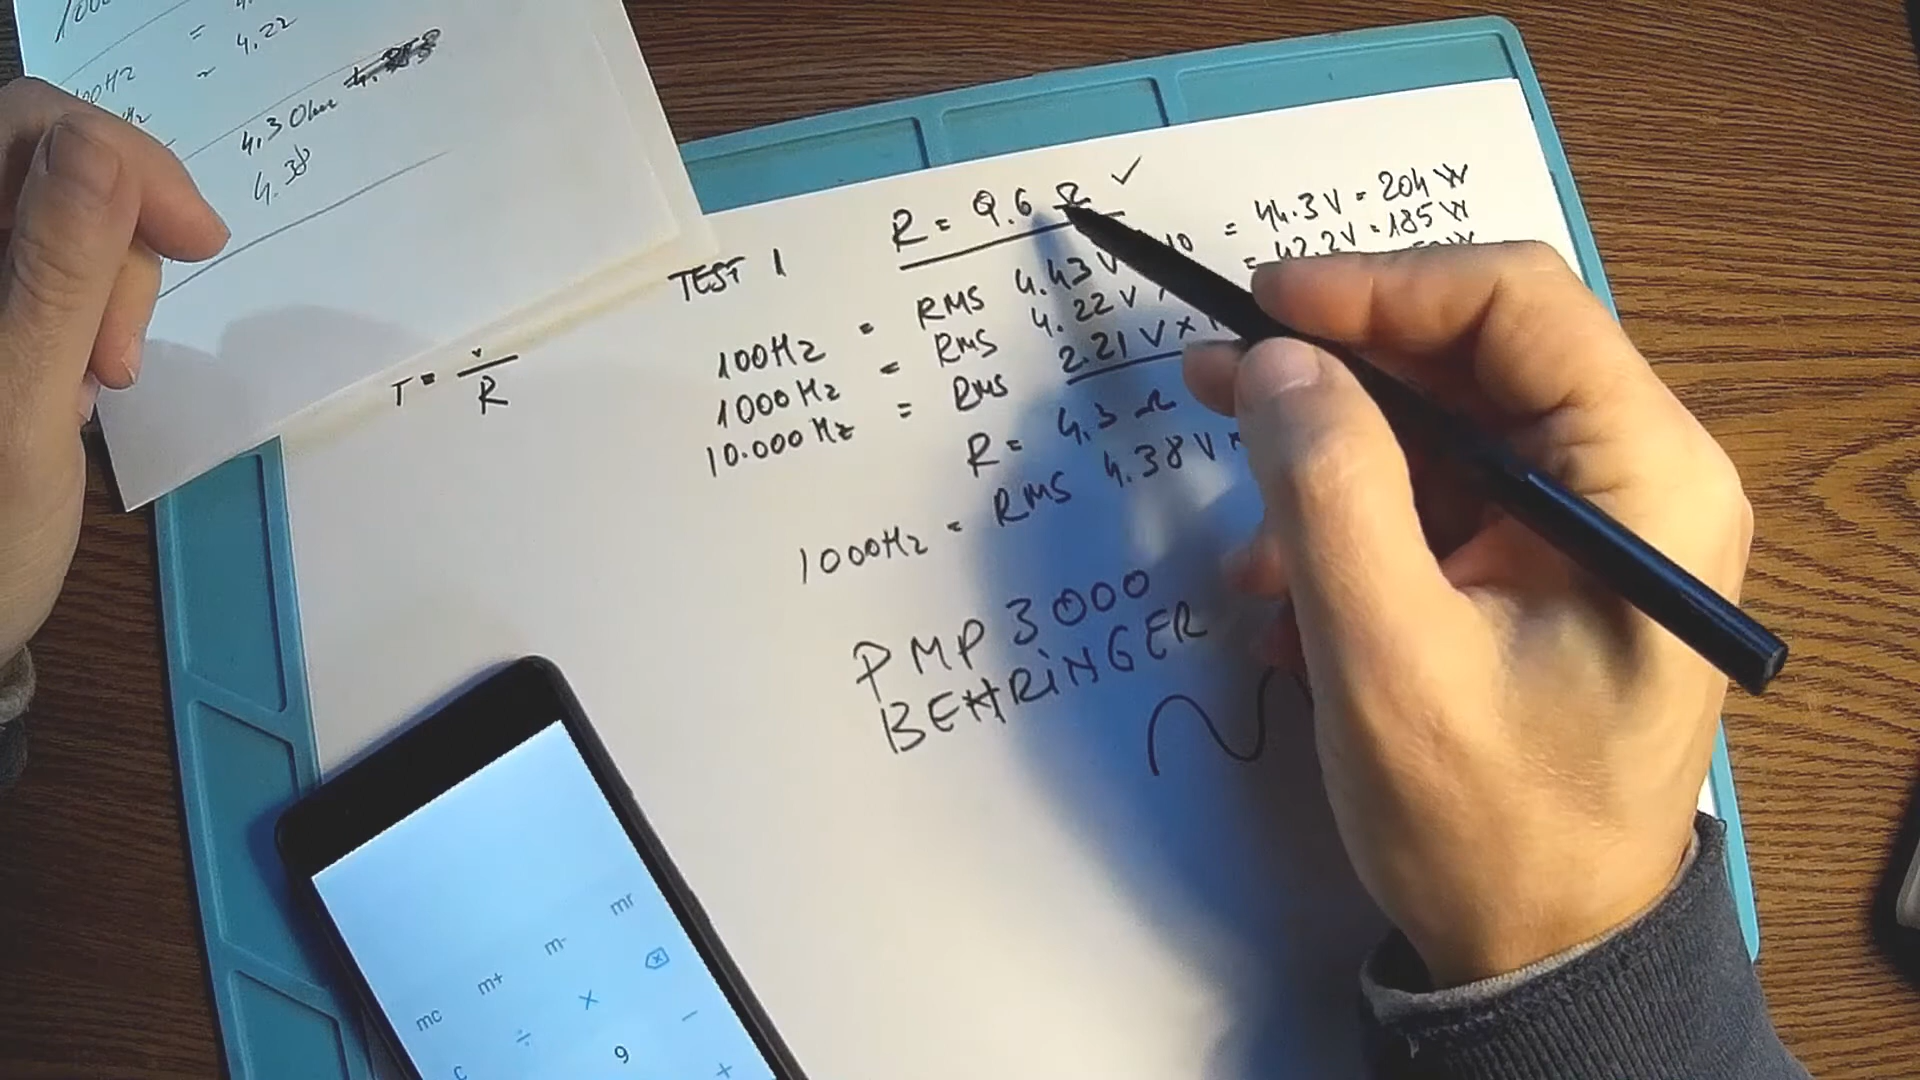 = 4.22
4.3 Ohm
4.38
I = V
R
TEST 1
R = 9.6 Ω ✓
100Hz = RMS 4.43 V 10 = 44.3 V = 204 W
1000Hz = RMS 4.22 V = 42.2V = 185 W
10.000 Hz = RMS 2.21 V x
R = 4.3 Ω
1000Hz = RMS 4.38 V
PMP 3000
BEHRINGER
mc m+ m- mr
C ÷ × ⌫
9 −
+